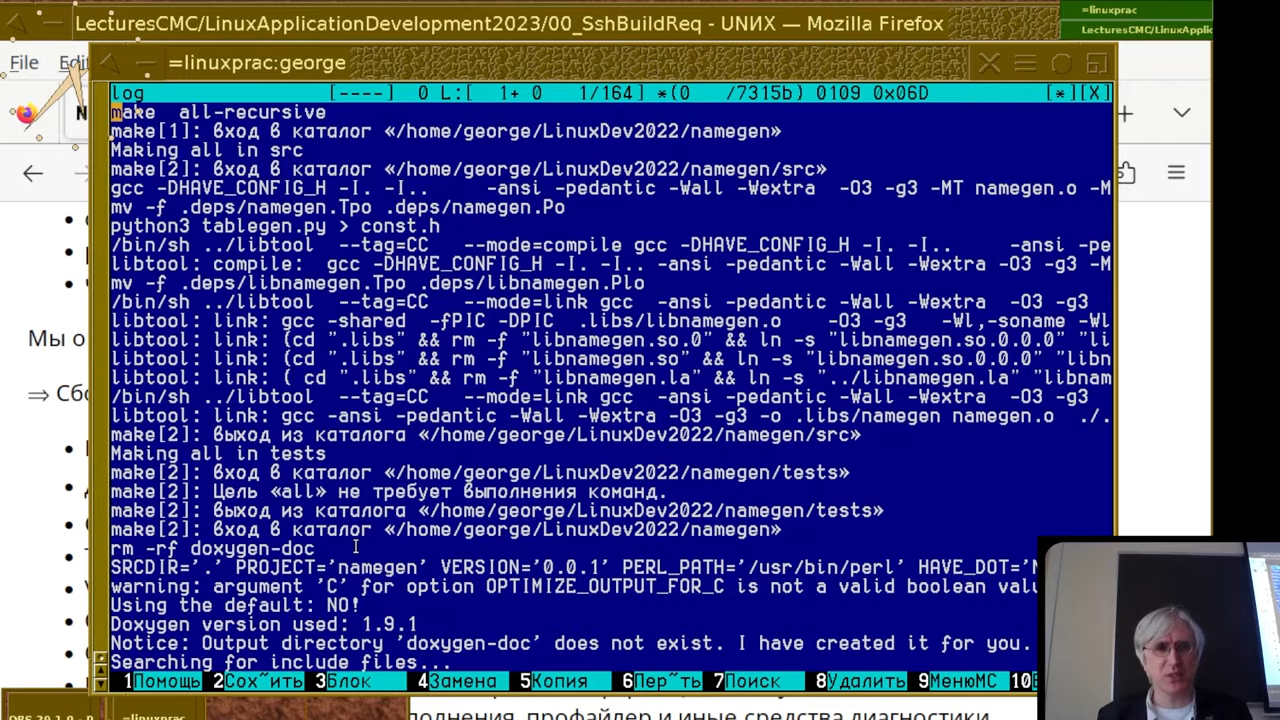 LecturesCMC/LinuxApplicationDevelopment2023/00_SshBuildReq - UNИX — Mozilla Firefox
=linuxprac
LecturesCMC/LinuxApplic
File Edi
=linuxprac:george
log [----] 0 L:[ 1+ 0 1/164] *(0 /7315b) 0109 0x06D [*][X]
make all-recursive
make[1]: вход в каталог «/home/george/LinuxDev2022/namegen»
Making all in src
make[2]: вход в каталог «/home/george/LinuxDev2022/namegen/src»
gcc -DHAVE_CONFIG_H -I. -I.. -ansi -pedantic -Wall -Wextra -O3 -g3 -MT namegen.o -M
mv -f .deps/namegen.Tpo .deps/namegen.Po
python3 tablegen.py > const.h
/bin/sh ../libtool --tag=CC --mode=compile gcc -DHAVE_CONFIG_H -I. -I.. -ansi -pe
libtool: compile: gcc -DHAVE_CONFIG_H -I. -I.. -ansi -pedantic -Wall -Wextra -O3 -g3 -M
mv -f .deps/libnamegen.Tpo .deps/libnamegen.Plo
/bin/sh ../libtool --tag=CC --mode=link gcc -ansi -pedantic -Wall -Wextra -O3 -g3
libtool: link: gcc -shared -fPIC -DPIC .libs/libnamegen.o -O3 -g3 -Wl,-soname -Wl
libtool: link: (cd ".libs" && rm -f "libnamegen.so.0" && ln -s "libnamegen.so.0.0.0" "li
libtool: link: (cd ".libs" && rm -f "libnamegen.so" && ln -s "libnamegen.so.0.0.0" "libn
libtool: link: ( cd ".libs" && rm -f "libnamegen.la" && ln -s "../libnamegen.la" "libnam
/bin/sh ../libtool --tag=CC --mode=link gcc -ansi -pedantic -Wall -Wextra -O3 -g3
libtool: link: gcc -ansi -pedantic -Wall -Wextra -O3 -g3 -o .libs/namegen namegen.o ./.
make[2]: выход из каталога «/home/george/LinuxDev2022/namegen/src»
Making all in tests
make[2]: вход в каталог «/home/george/LinuxDev2022/namegen/tests»
make[2]: Цель «all» не требует выполнения команд.
make[2]: выход из каталога «/home/george/LinuxDev2022/namegen/tests»
make[2]: вход в каталог «/home/george/LinuxDev2022/namegen»
rm -rf doxygen-doc
SRCDIR='.' PROJECT='namegen' VERSION='0.0.1' PERL_PATH='/usr/bin/perl' HAVE_DOT='N
warning: argument 'C' for option OPTIMIZE_OUTPUT_FOR_C is not a valid boolean valu
Using the default: NO!
Doxygen version used: 1.9.1
Notice: Output directory 'doxygen-doc' does not exist. I have created it for you.
Searching for include files...
1Помощь 2Сох~ить 3Блок 4Замена 5Копия 6Пер~ть 7Поиск 8Удалить 9МенюMC 10
Мы о
⇒ Сбо
полнения, профайлер и иные средства диагностики
=linuxprac